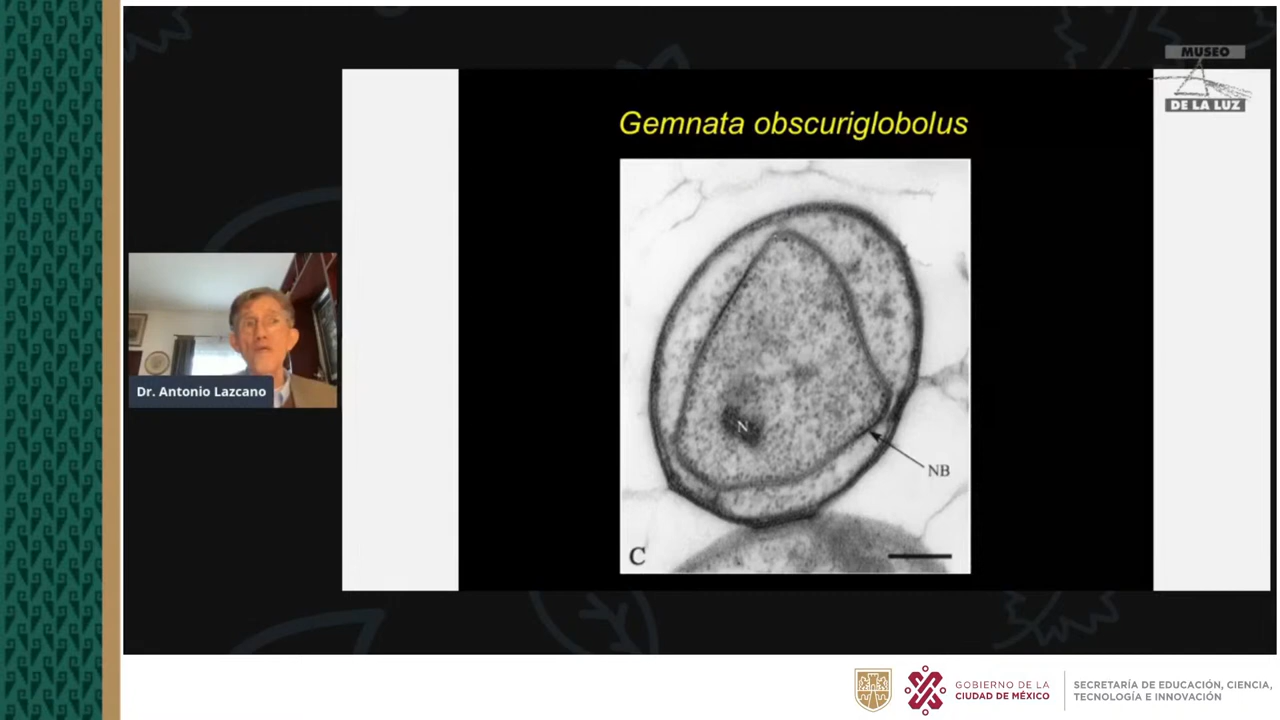 MUSEO
DE LA LUZ
Gemnata obscuriglobolus
N
NB
C
Dr. Antonio Lazcano
GOBIERNO DE LA
CIUDAD DE MÉXICO
SECRETARÍA DE EDUCACIÓN, CIENCIA,
TECNOLOGÍA E INNOVACIÓN